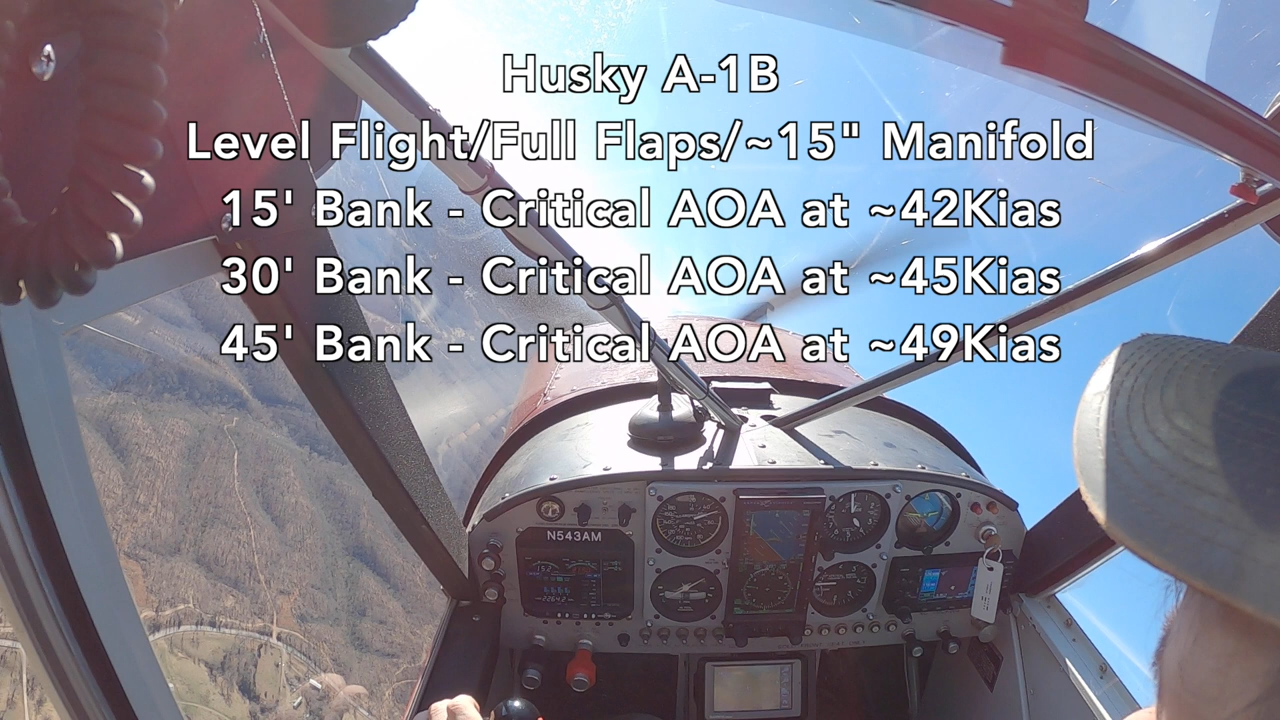 Husky A-1B
Level Flight/Full Flaps/~15" Manifold
15' Bank - Critical AOA at ~42Kias
30' Bank - Critical AOA at ~45Kias
45' Bank - Critical AOA at ~49Kias
N543AM